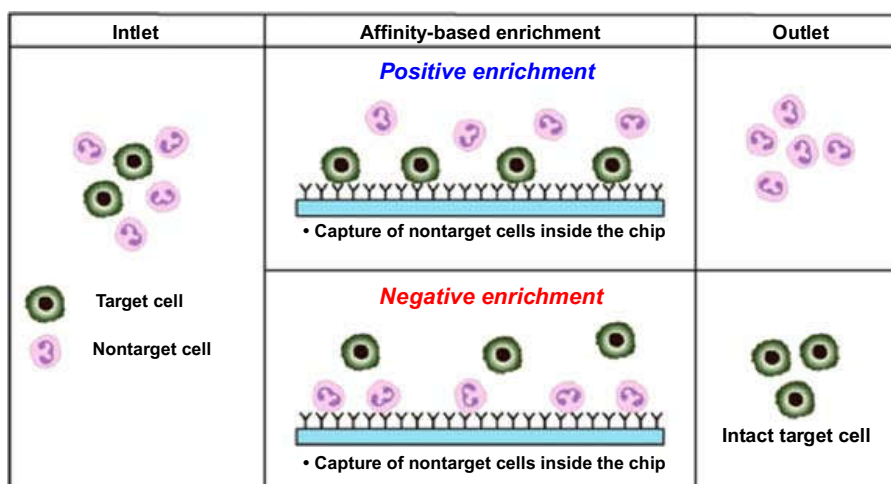 Intlet
Affinity-based enrichment
Outlet
Positive enrichment
• Capture of nontarget cells inside the chip
Target cell
Nontarget cell
Negative enrichment
• Capture of nontarget cells inside the chip
Intact target cell